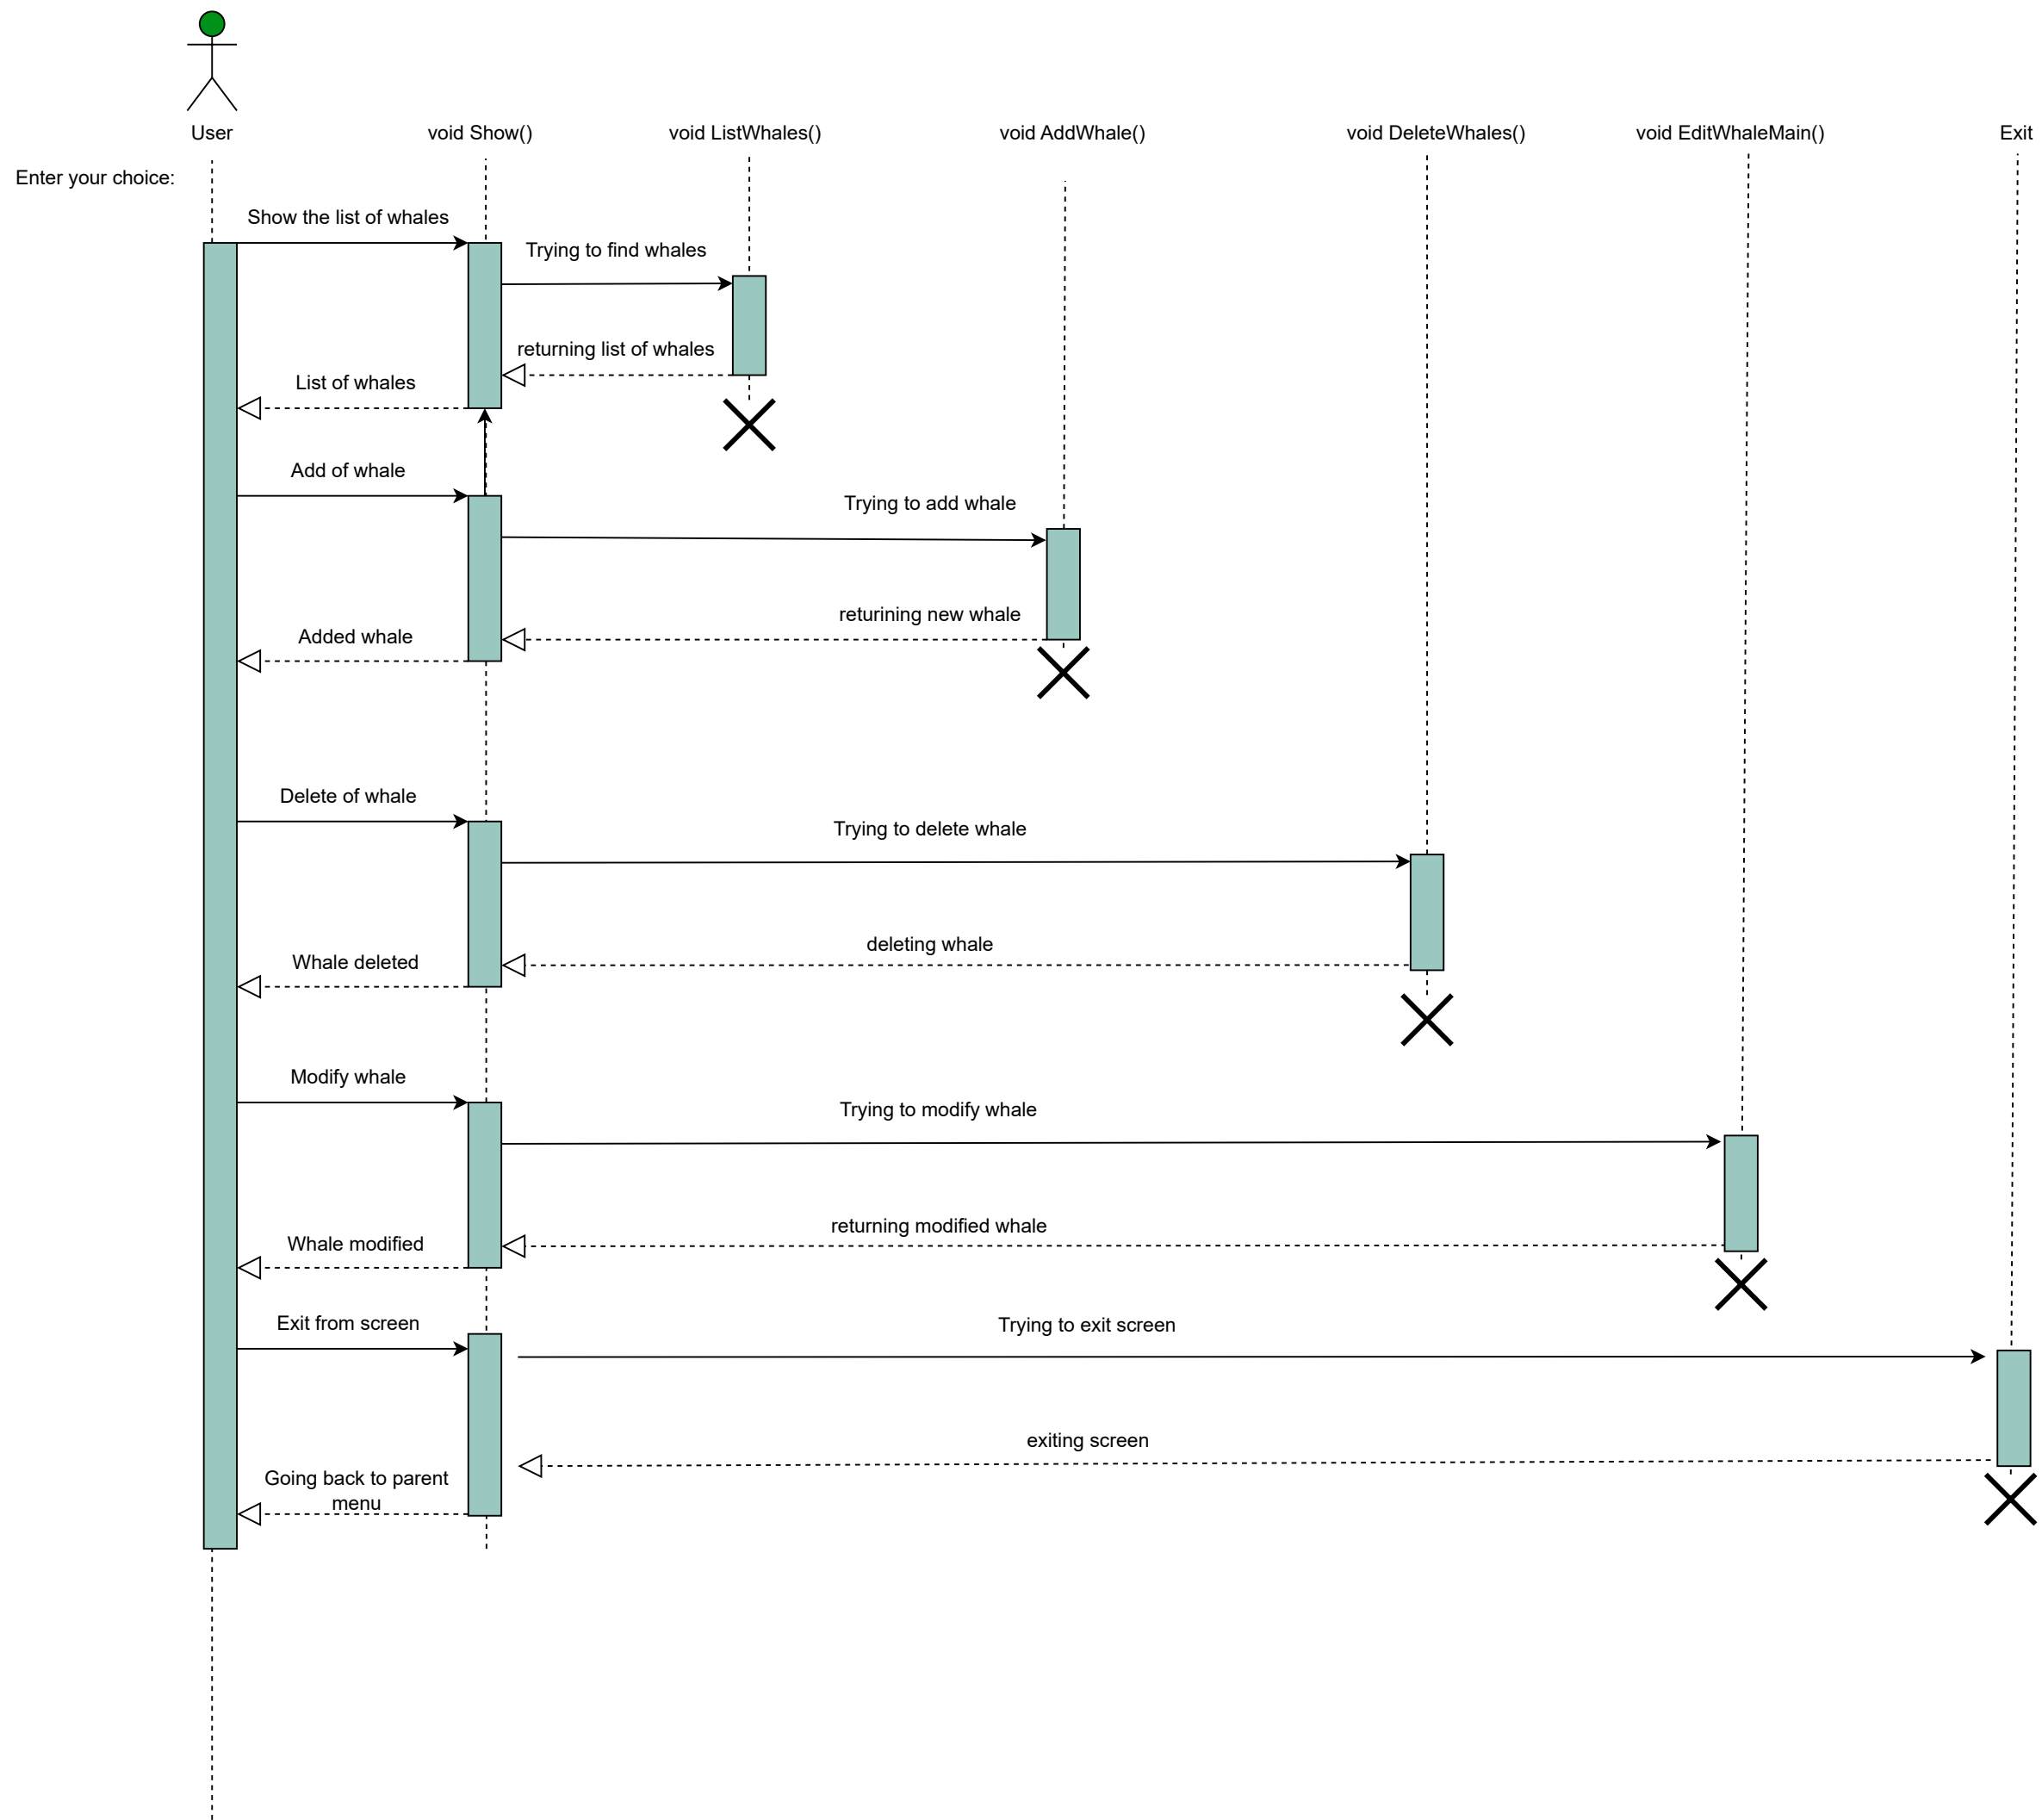 User
void Show()
void ListWhales()
void AddWhale()
void DeleteWhales()
void EditWhaleMain()
Exit
Enter your choice:
Show the list of whales
Trying to find whales
returning list of whales
List of whales
Add of whale
Trying to add whale
returining new whale
Added whale
Delete of whale
Trying to delete whale
deleting whale
Whale deleted
Modify whale
Trying to modify whale
returning modified whale
Whale modified
Exit from screen
Trying to exit screen
exiting screen
Going back to parent
menu